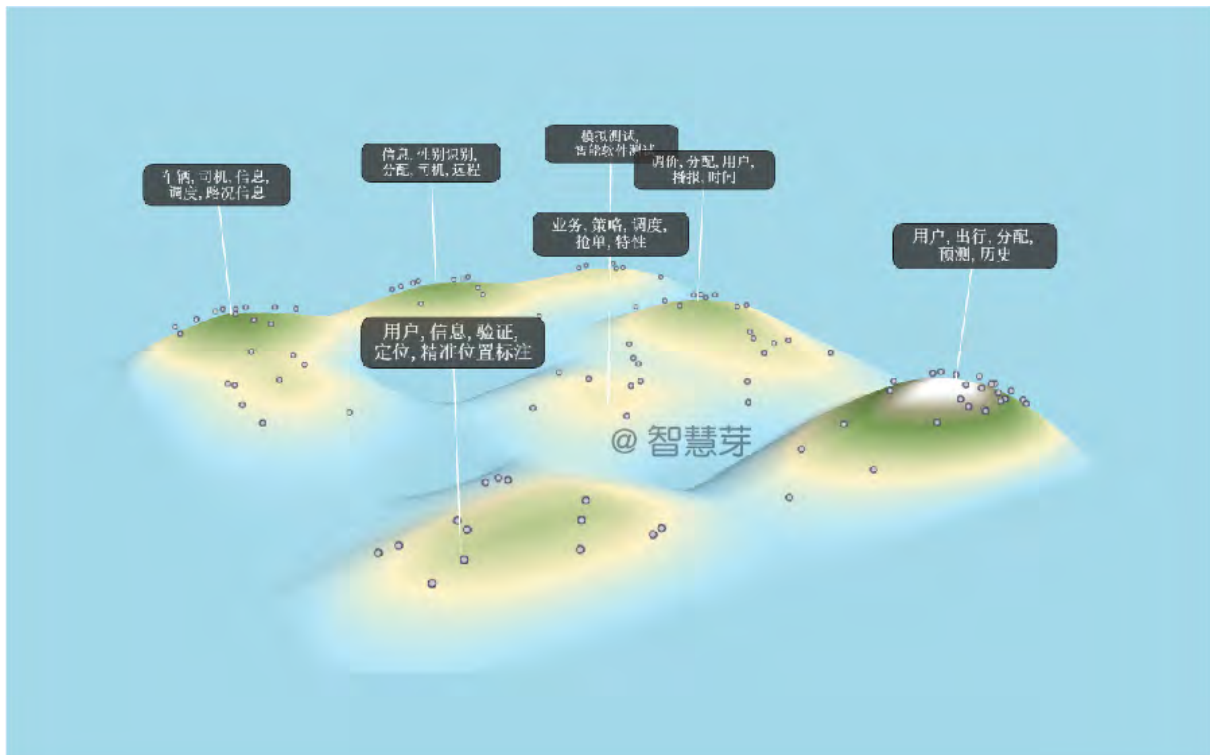 模拟测试,
智能软件测试
信息, 性别识别,
分配, 司机, 远程
调价, 分配, 用户,
播报, 时间
车辆, 司机, 信息,
调度, 路况信息
业务, 策略, 调度,
抢单, 特性
用户, 出行, 分配,
预测, 历史
用户, 信息, 验证,
定位, 精准位置标注
@ 智慧芽